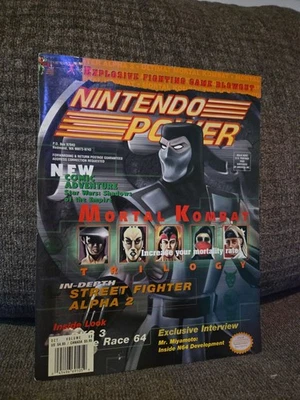 EXPLOSIVE FIGHTING GAME BLOWOUT
NINTENDO
POWER
NEW
COMIC
ADVENTURE
Star Wars: Shadows
of the Empire
MORTAL KOMBAT
Increase your mortality rate
TRILOGY
IN-DEPTH
STREET FIGHTER
ALPHA 2
Inside Look
3
Race 64
Exclusive Interview
Mr. Miyamoto:
Inside N64 Development